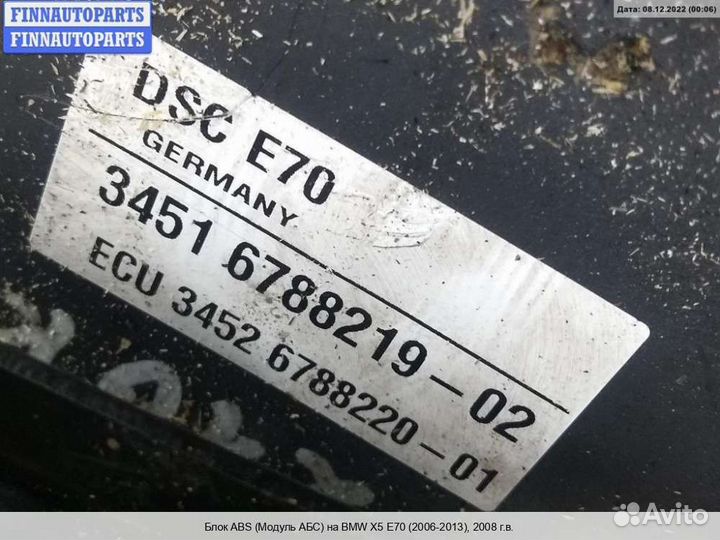 FINNAUTOPARTS
FINNAUTOPARTS
Дата: 08.12.2022 (00:06)
DSC E70
GERMANY
3451 6788219-02
ECU 3452 6788220-01
Блок ABS (Модуль АБС) на BMW X5 E70 (2006-2013), 2008 г.в.
Avito